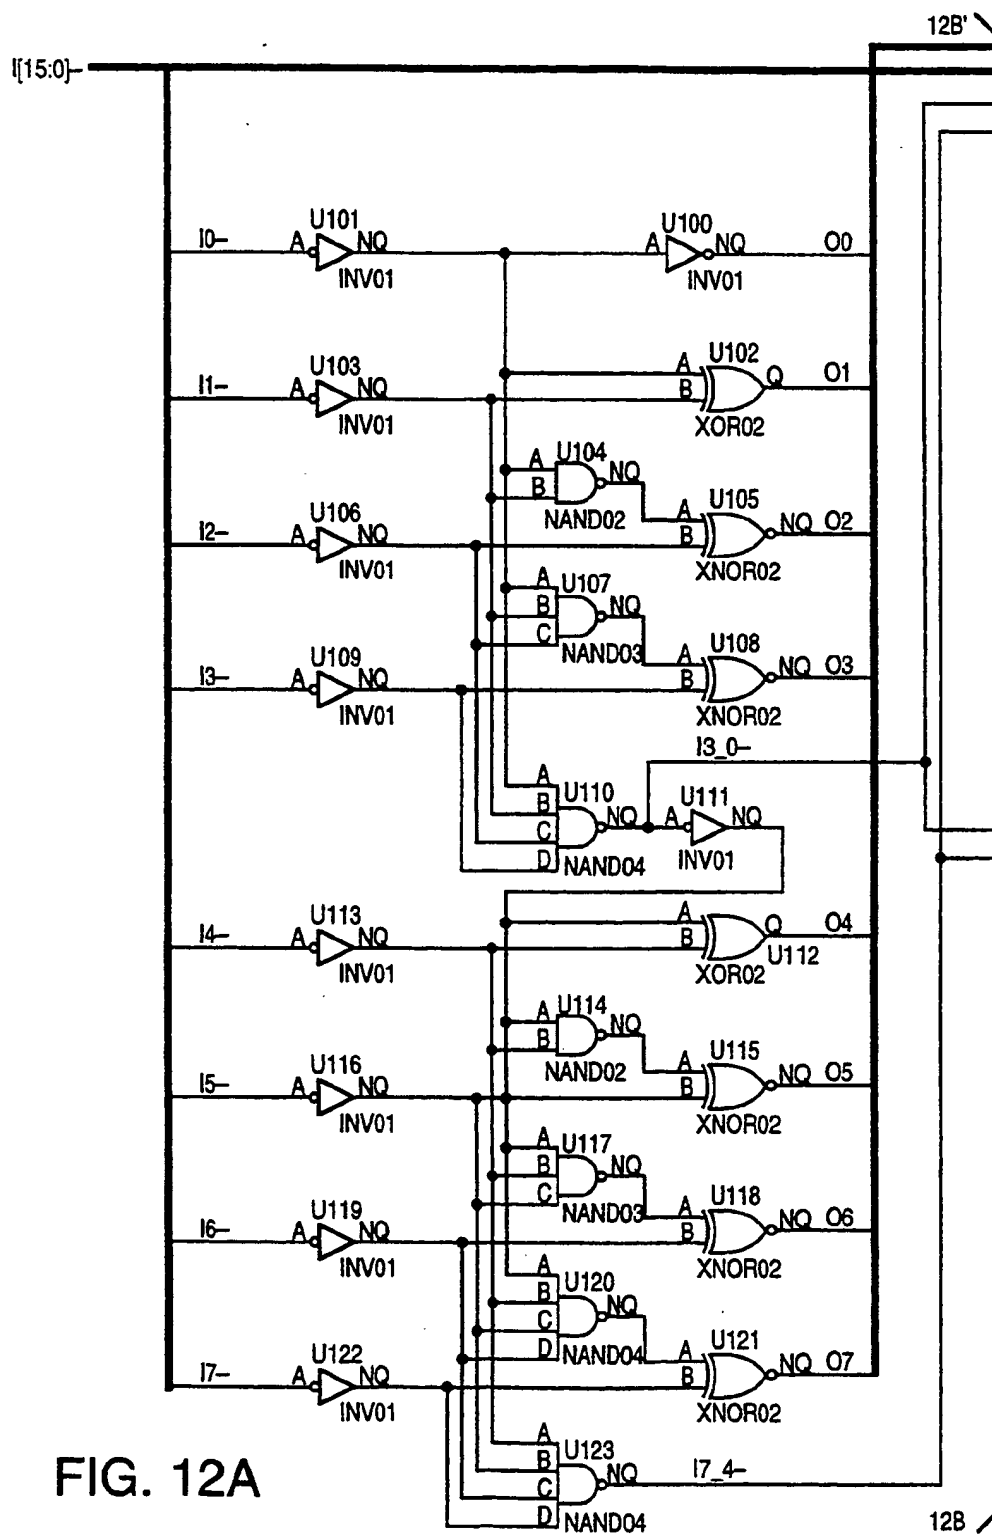 12B'
I[15:0]-
U101
U100
I0- A NQ A NQ O0
INV01 INV01
U103
U102
I1- A NQ A B Q O1
INV01
XOR02
U104
A B NQ
NAND02
U106
U105
I2- A NQ A B NQ O2
INV01
XNOR02
U107
A B C NQ
NAND03
U109
U108
I3- A NQ A B NQ O3
INV01
XNOR02
I3_0-
U110
A B C D NQ
NAND04
U111
A NQ
INV01
U113
I4- A NQ A B Q O4
INV01
XOR02 U112
U114
A B NQ
NAND02
U116
U115
I5- A NQ A B NQ O5
INV01
XNOR02
U117
A B C NQ
NAND03
U119
U118
I6- A NQ A B NQ O6
INV01
XNOR02
U120
A B C D NQ
NAND04
U122
U121
I7- A NQ A B NQ O7
INV01
XNOR02
U123
A B C D NQ I7_4-
NAND04
FIG. 12A
12B